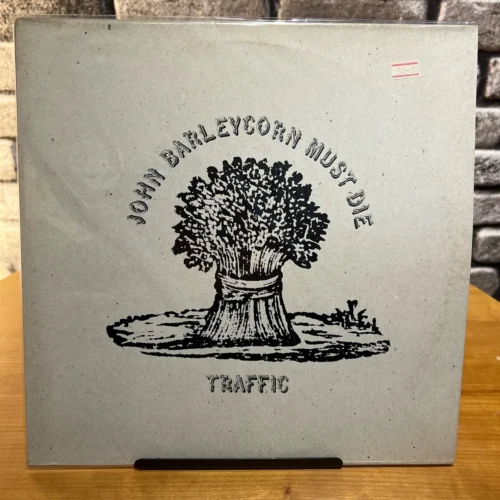 JOHN BARLEYCORN MUST DIE
TRAFFIC